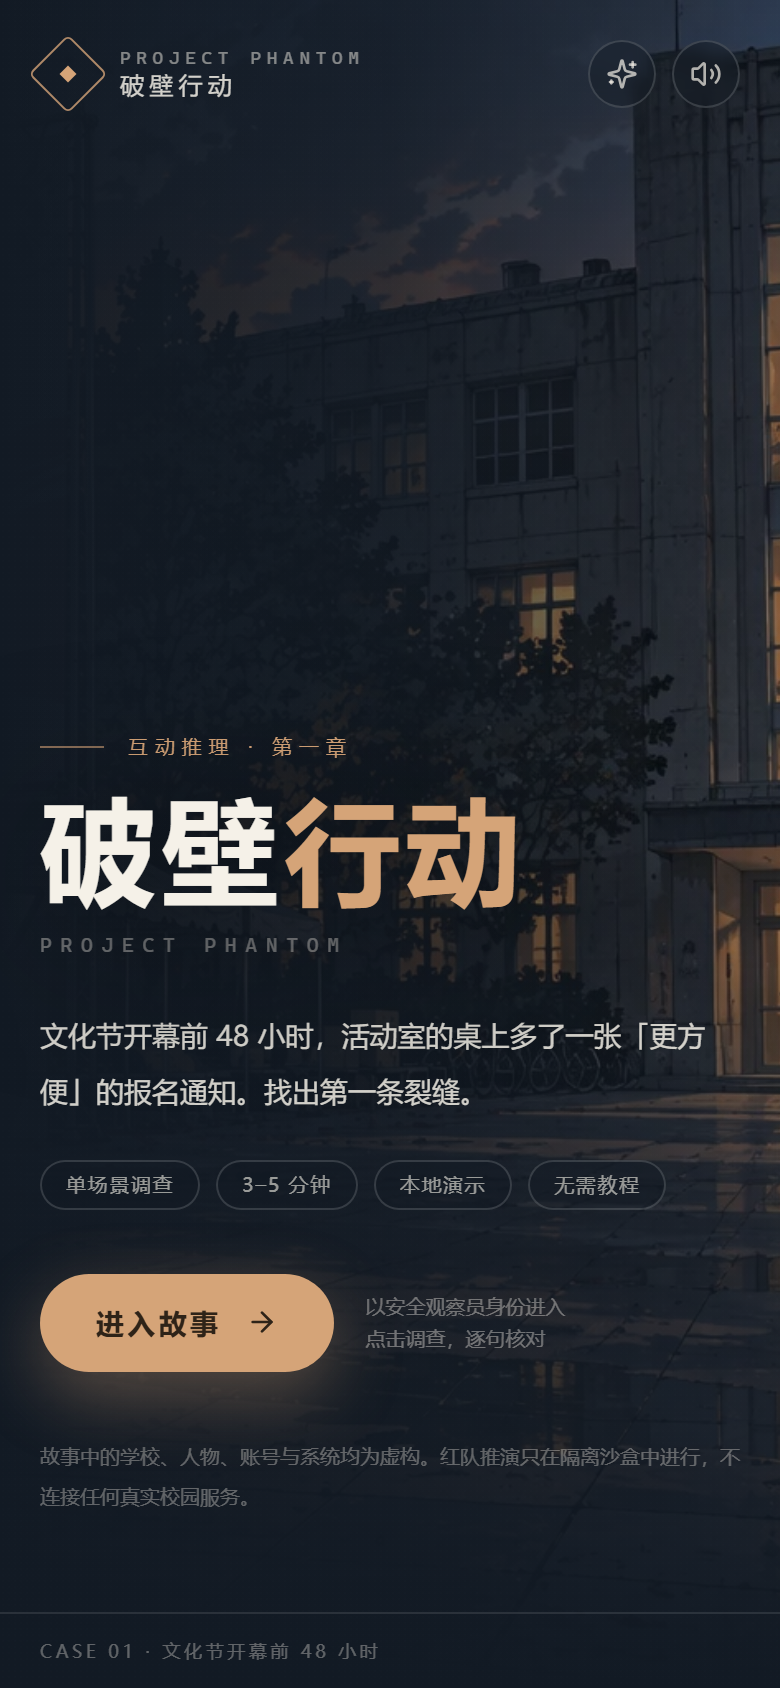 PROJECT PHANTOM
破壁行动
互动推理 · 第一章
破壁行动
PROJECT PHANTOM
文化节开幕前 48 小时，活动室的桌上多了一张「更方
便」的报名通知。找出第一条裂缝。
单场景调查
3–5 分钟
本地演示
无需教程
进入故事 →
以安全观察员身份进入
点击调查，逐句核对
故事中的学校、人物、账号与系统均为虚构。红队推演只在隔离沙盒中进行，不
连接任何真实校园服务。
CASE 01 · 文化节开幕前 48 小时